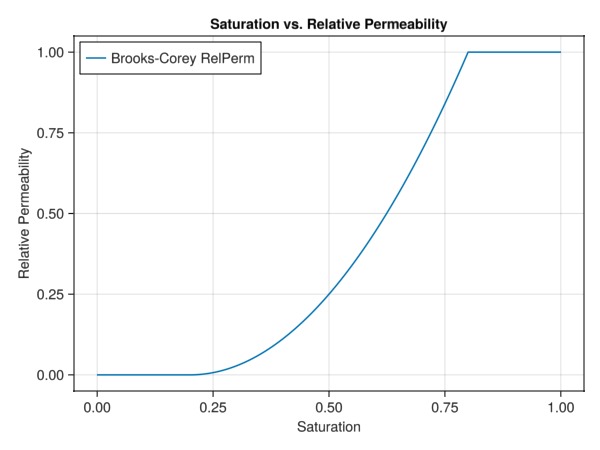 Saturation vs. Relative Permeability
Brooks-Corey RelPerm
Relative Permeability
1.00
0.75
0.50
0.25
0.00
0.00 0.25 0.50 0.75 1.00
Saturation